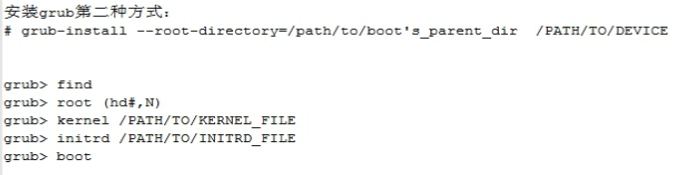 安装grub第二种方式:
# grub-install --root-directory=/path/to/boot's_parent_dir  /PATH/TO/DEVICE
grub> find
grub> root (hd#,N)
grub> kernel /PATH/TO/KERNEL_FILE
grub> initrd /PATH/TO/INITRD_FILE
grub> boot